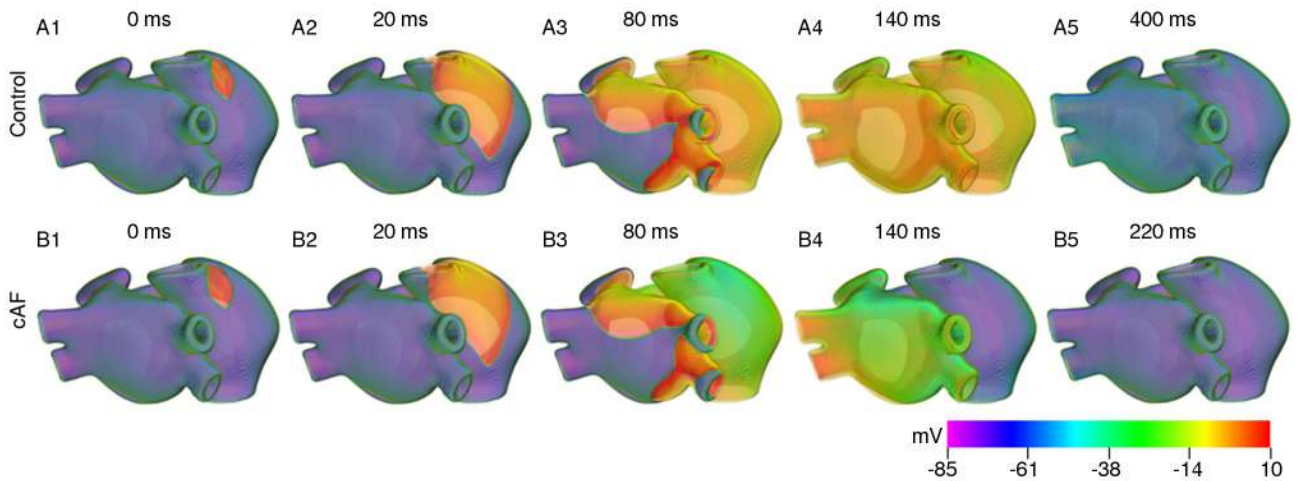 A1 0 ms A2 20 ms A3 80 ms A4 140 ms A5 400 ms
Control
B1 0 ms B2 20 ms B3 80 ms B4 140 ms B5 220 ms
cAF
mV
-85 -61 -38 -14 10